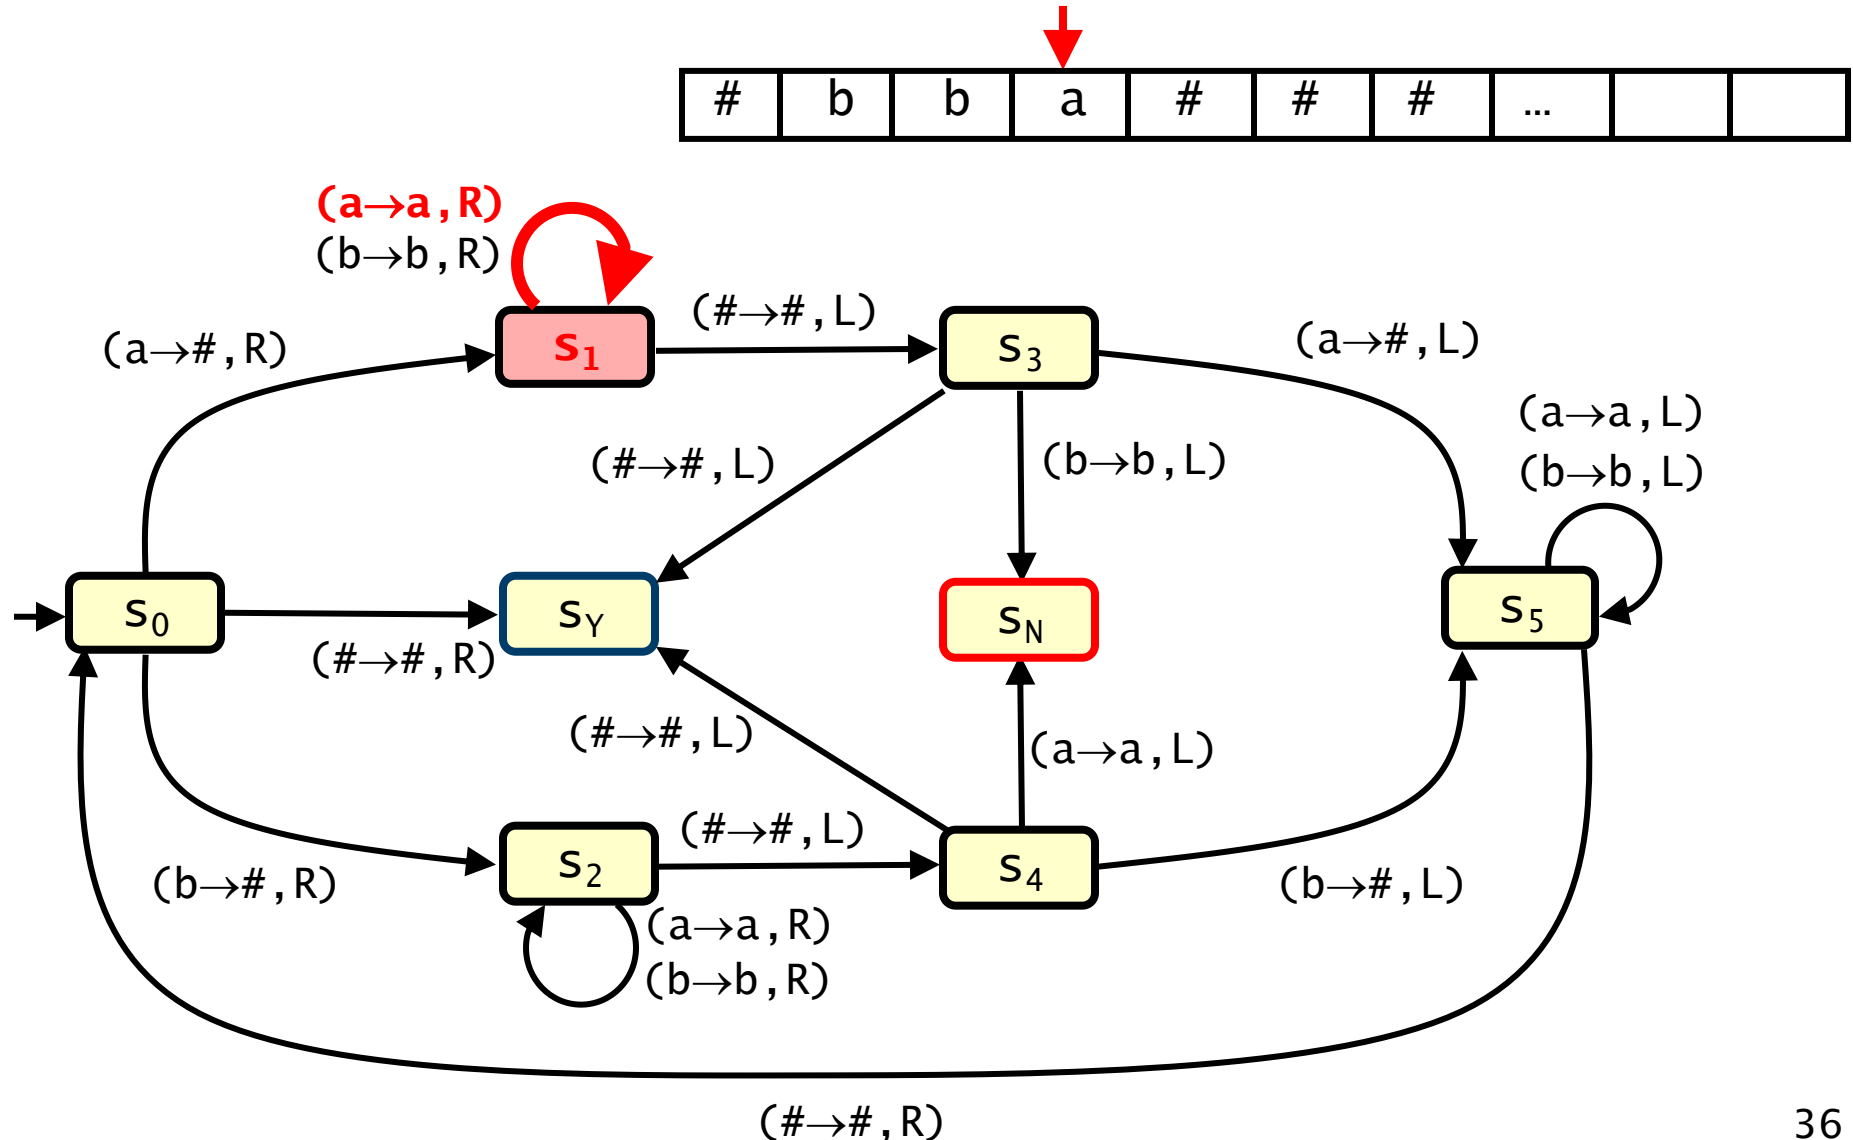 # b b a # # # ...
(a→a,R)
(b→b,R)
(#→#,L)
(a→#,R)
s1
s3
(a→#,L)
(a→a,L)
(b→b,L)
(#→#,L)
(b→b,L)
s0
sY
sN
s5
(#→#,R)
(#→#,L)
(a→a,L)
(#→#,L)
s2
s4
(b→#,R)
(b→#,L)
(a→a,R)
(b→b,R)
(#→#,R)
36